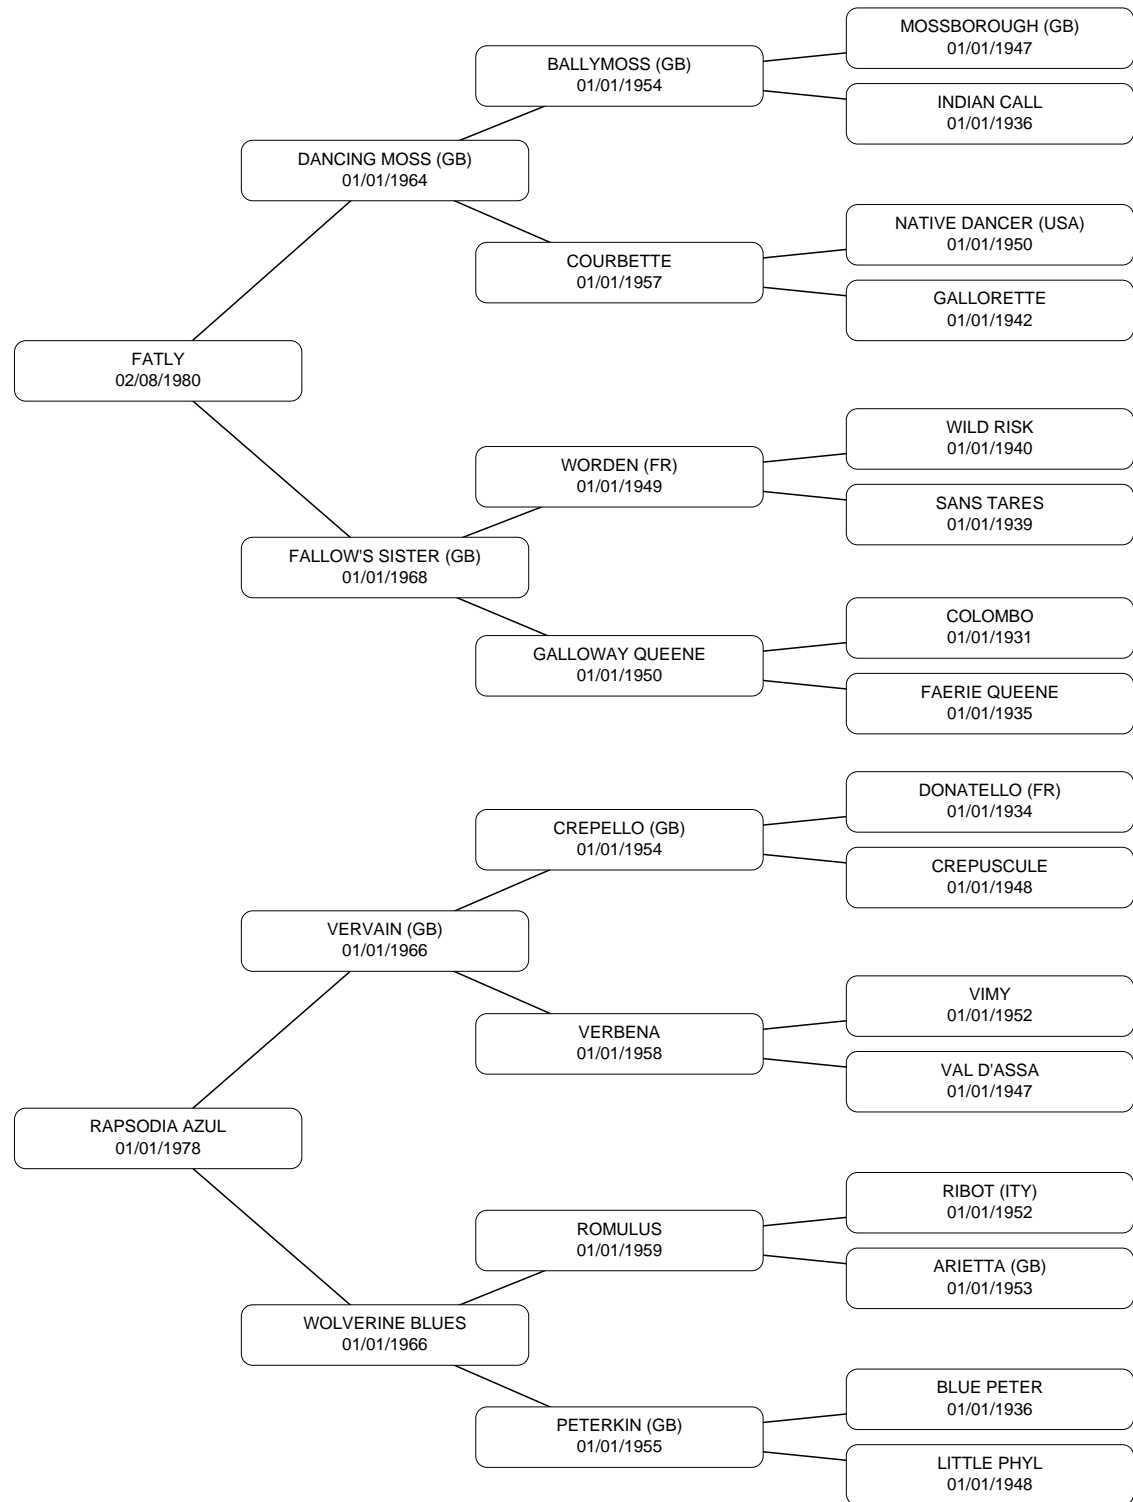 MOSSBOROUGH (GB)
01/01/1947
BALLYMOSS (GB)
01/01/1954
INDIAN CALL
01/01/1936
DANCING MOSS (GB)
01/01/1964
NATIVE DANCER (USA)
01/01/1950
COURBETTE
01/01/1957
GALLORETTE
01/01/1942
FATLY
02/08/1980
WILD RISK
01/01/1940
WORDEN (FR)
01/01/1949
SANS TARES
01/01/1939
FALLOW'S SISTER (GB)
01/01/1968
COLOMBO
01/01/1931
GALLOWAY QUEENE
01/01/1950
FAERIE QUEENE
01/01/1935
DONATELLO (FR)
01/01/1934
CREPELLO (GB)
01/01/1954
CREPUSCULE
01/01/1948
VERVAIN (GB)
01/01/1966
VIMY
01/01/1952
VERBENA
01/01/1958
VAL D'ASSA
01/01/1947
RAPSODIA AZUL
01/01/1978
RIBOT (ITY)
01/01/1952
ROMULUS
01/01/1959
ARIETTA (GB)
01/01/1953
WOLVERINE BLUES
01/01/1966
BLUE PETER
01/01/1936
PETERKIN (GB)
01/01/1955
LITTLE PHYL
01/01/1948